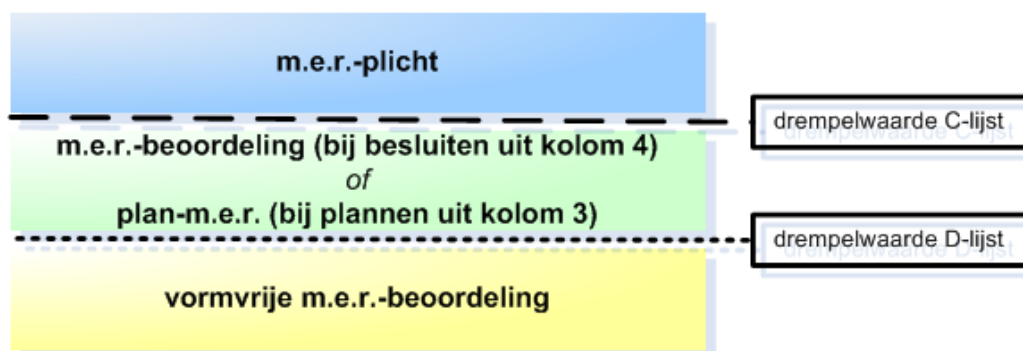 m.e.r.-plicht
drempelwaarde C-lijst
m.e.r.-beoordeling (bij besluiten uit kolom 4)
of
plan-m.e.r. (bij plannen uit kolom 3)
drempelwaarde D-lijst
vormvrije m.e.r.-beoordeling